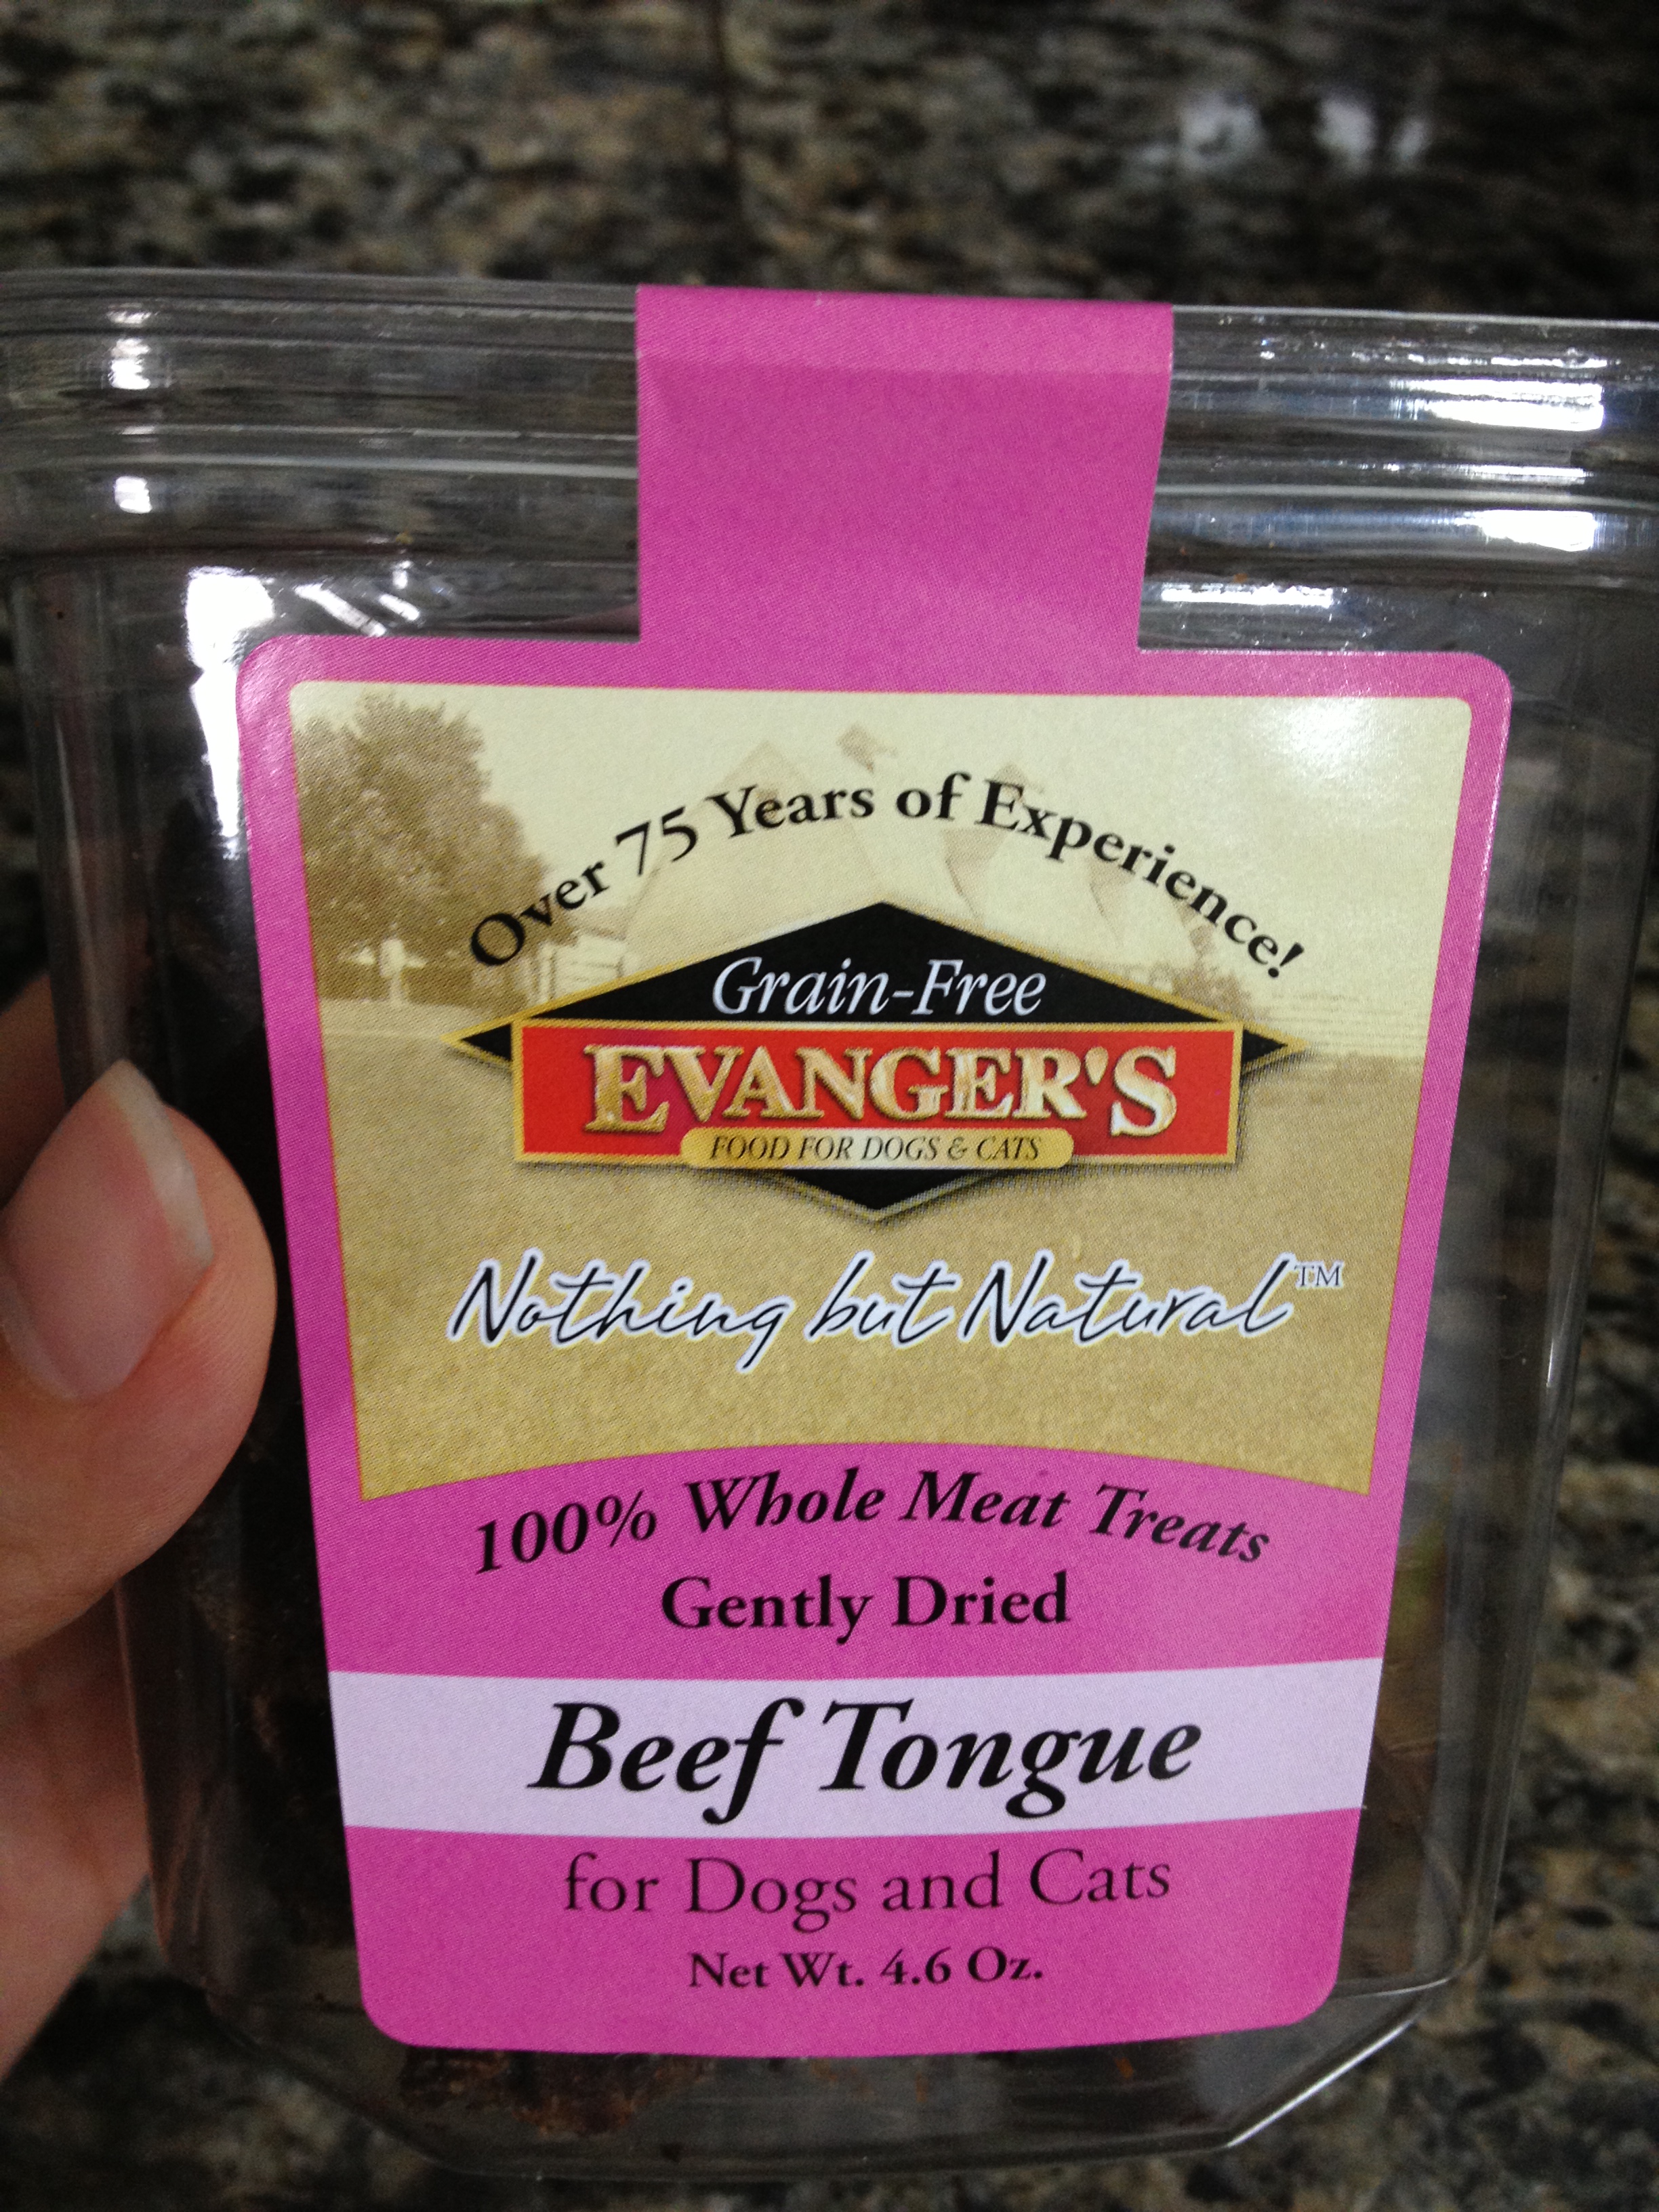 Over 75 Years of Experience!
Grain-Free
EVANGER'S
FOOD FOR DOGS & CATS
Nothing but Natural™
100% Whole Meat Treats
Gently Dried
Beef Tongue
for Dogs and Cats
Net Wt. 4.6 Oz.